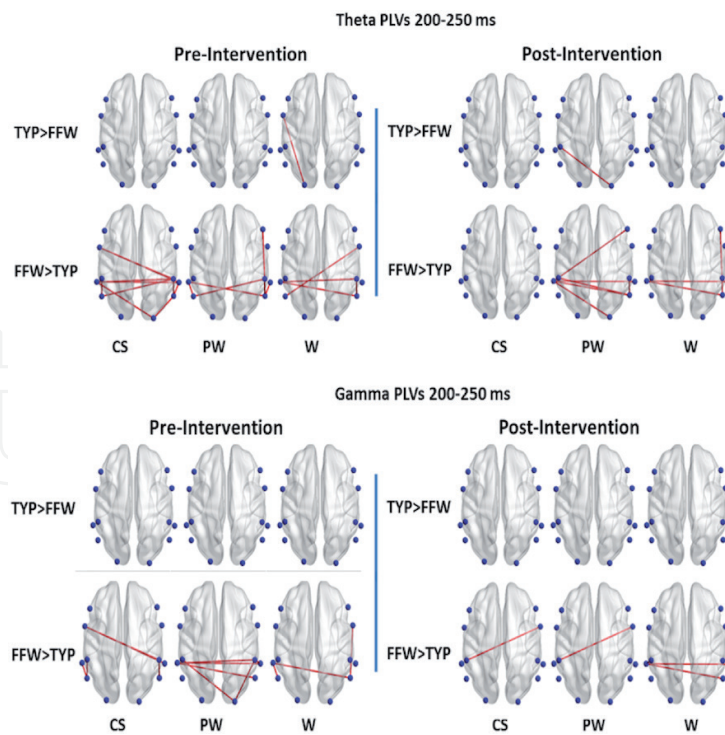 Theta PLVs 200-250 ms
Pre-Intervention
Post-Intervention
TYP>FFW
TYP>FFW
FFW>TYP
FFW>TYP
CS PW W
CS PW W
Gamma PLVs 200-250 ms
Pre-Intervention
Post-Intervention
TYP>FFW
TYP>FFW
FFW>TYP
FFW>TYP
CS PW W
CS PW W